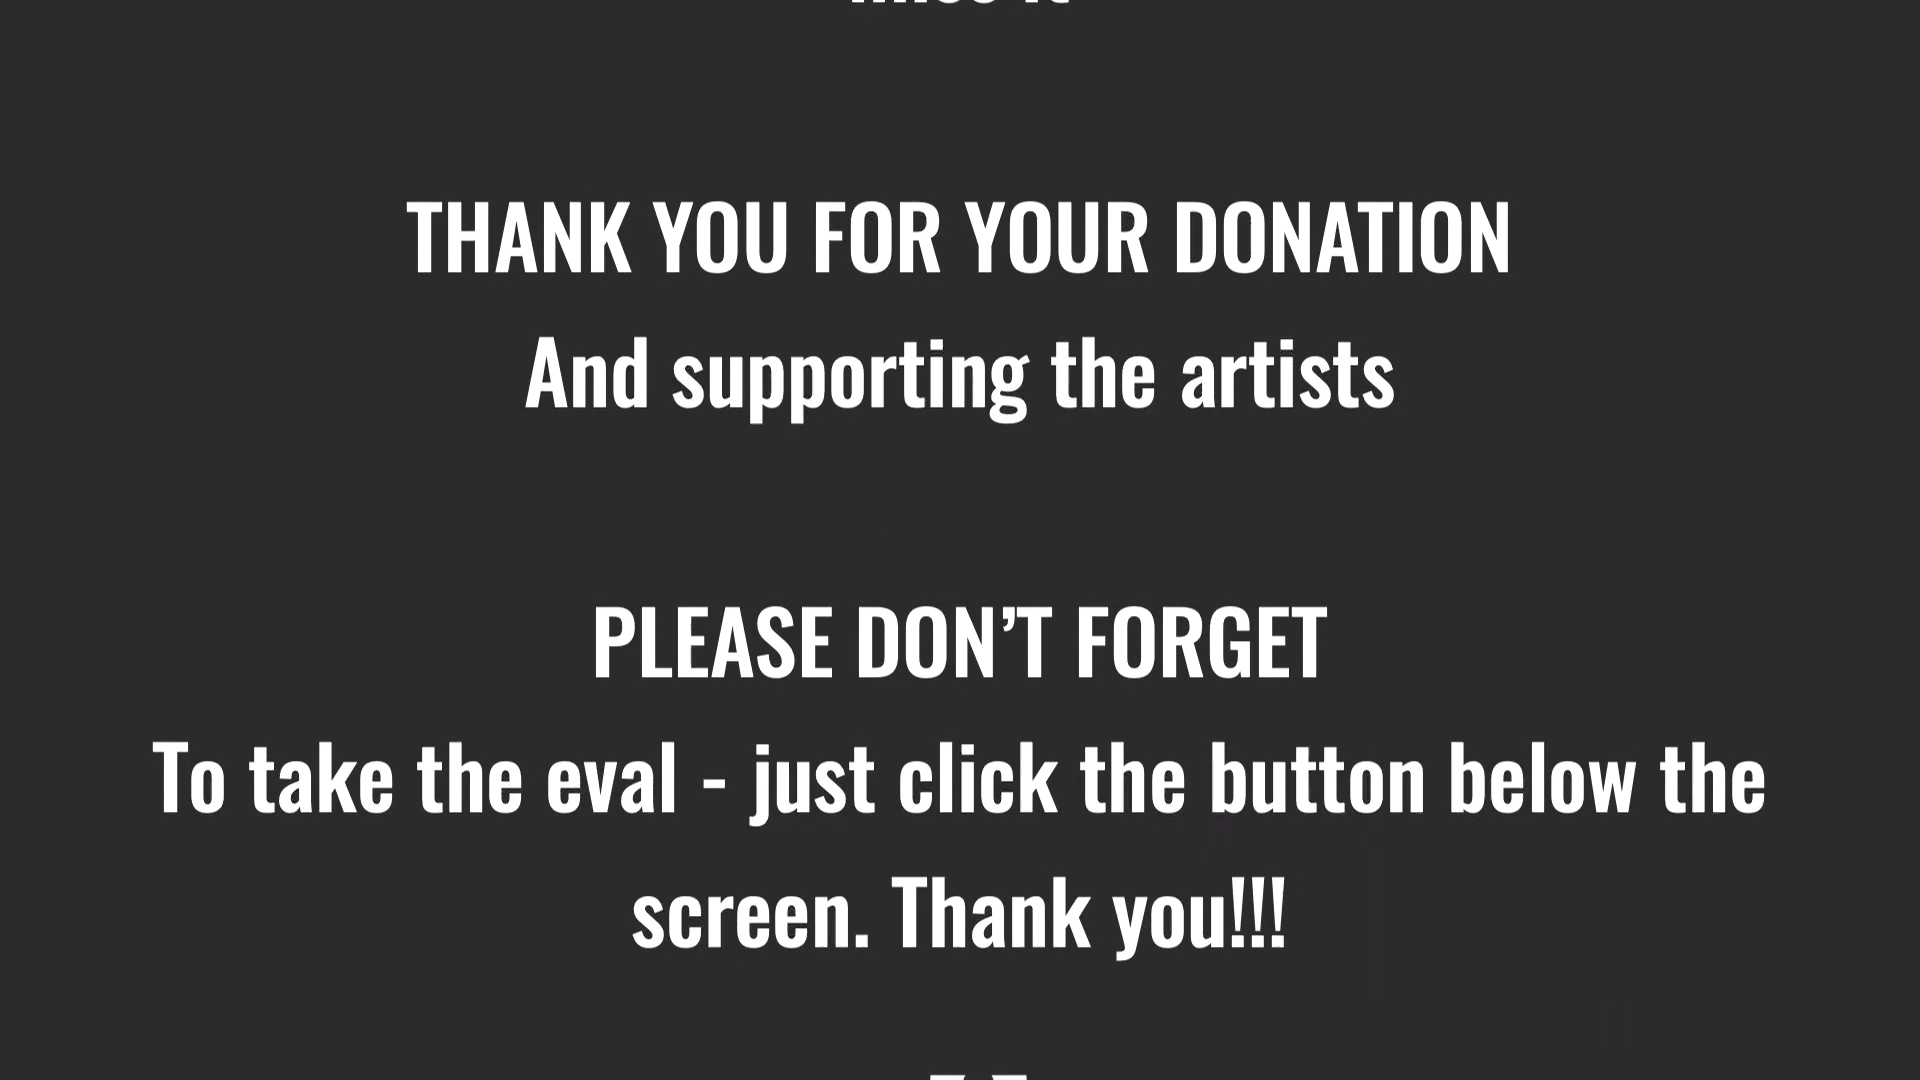 THANK YOU FOR YOUR DONATION
And supporting the artists
PLEASE DON’T FORGET
To take the eval - just click the button below the
screen. Thank you!!!